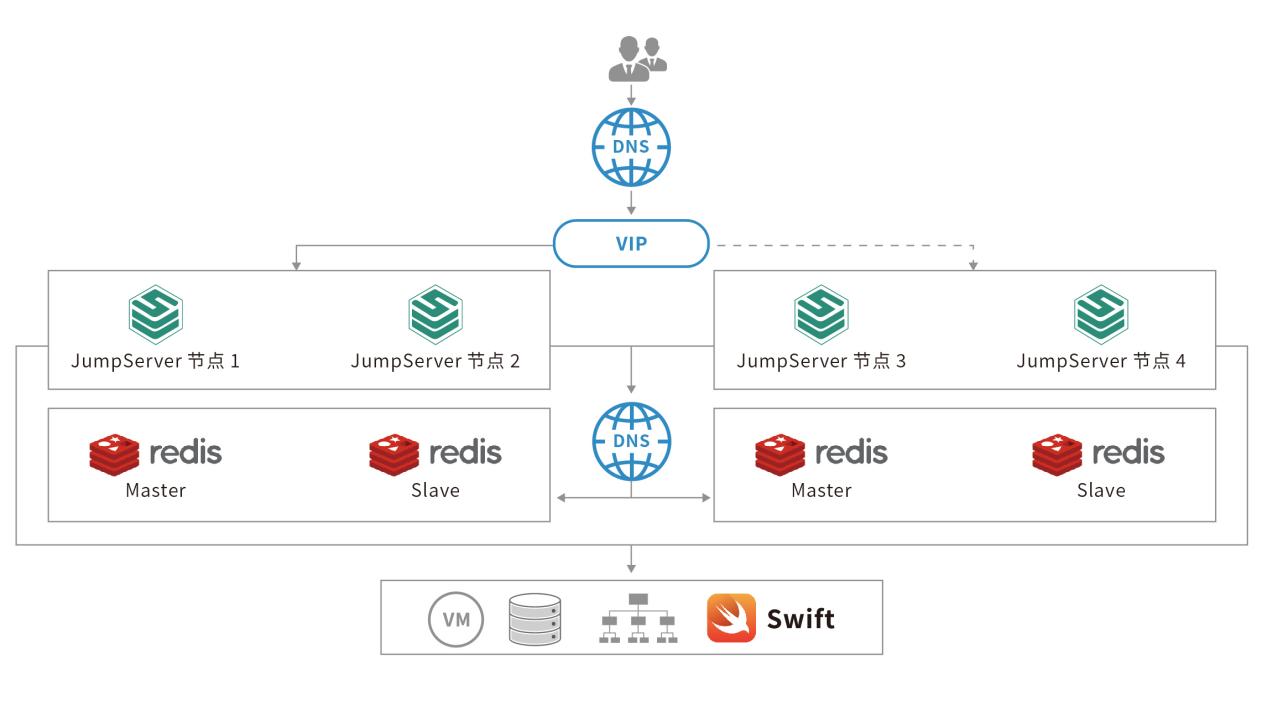 DNS
VIP
JumpServer 节点 1
JumpServer 节点 2
JumpServer 节点 3
JumpServer 节点 4
redis
Master
redis
Slave
DNS
redis
Master
redis
Slave
VM
Swift